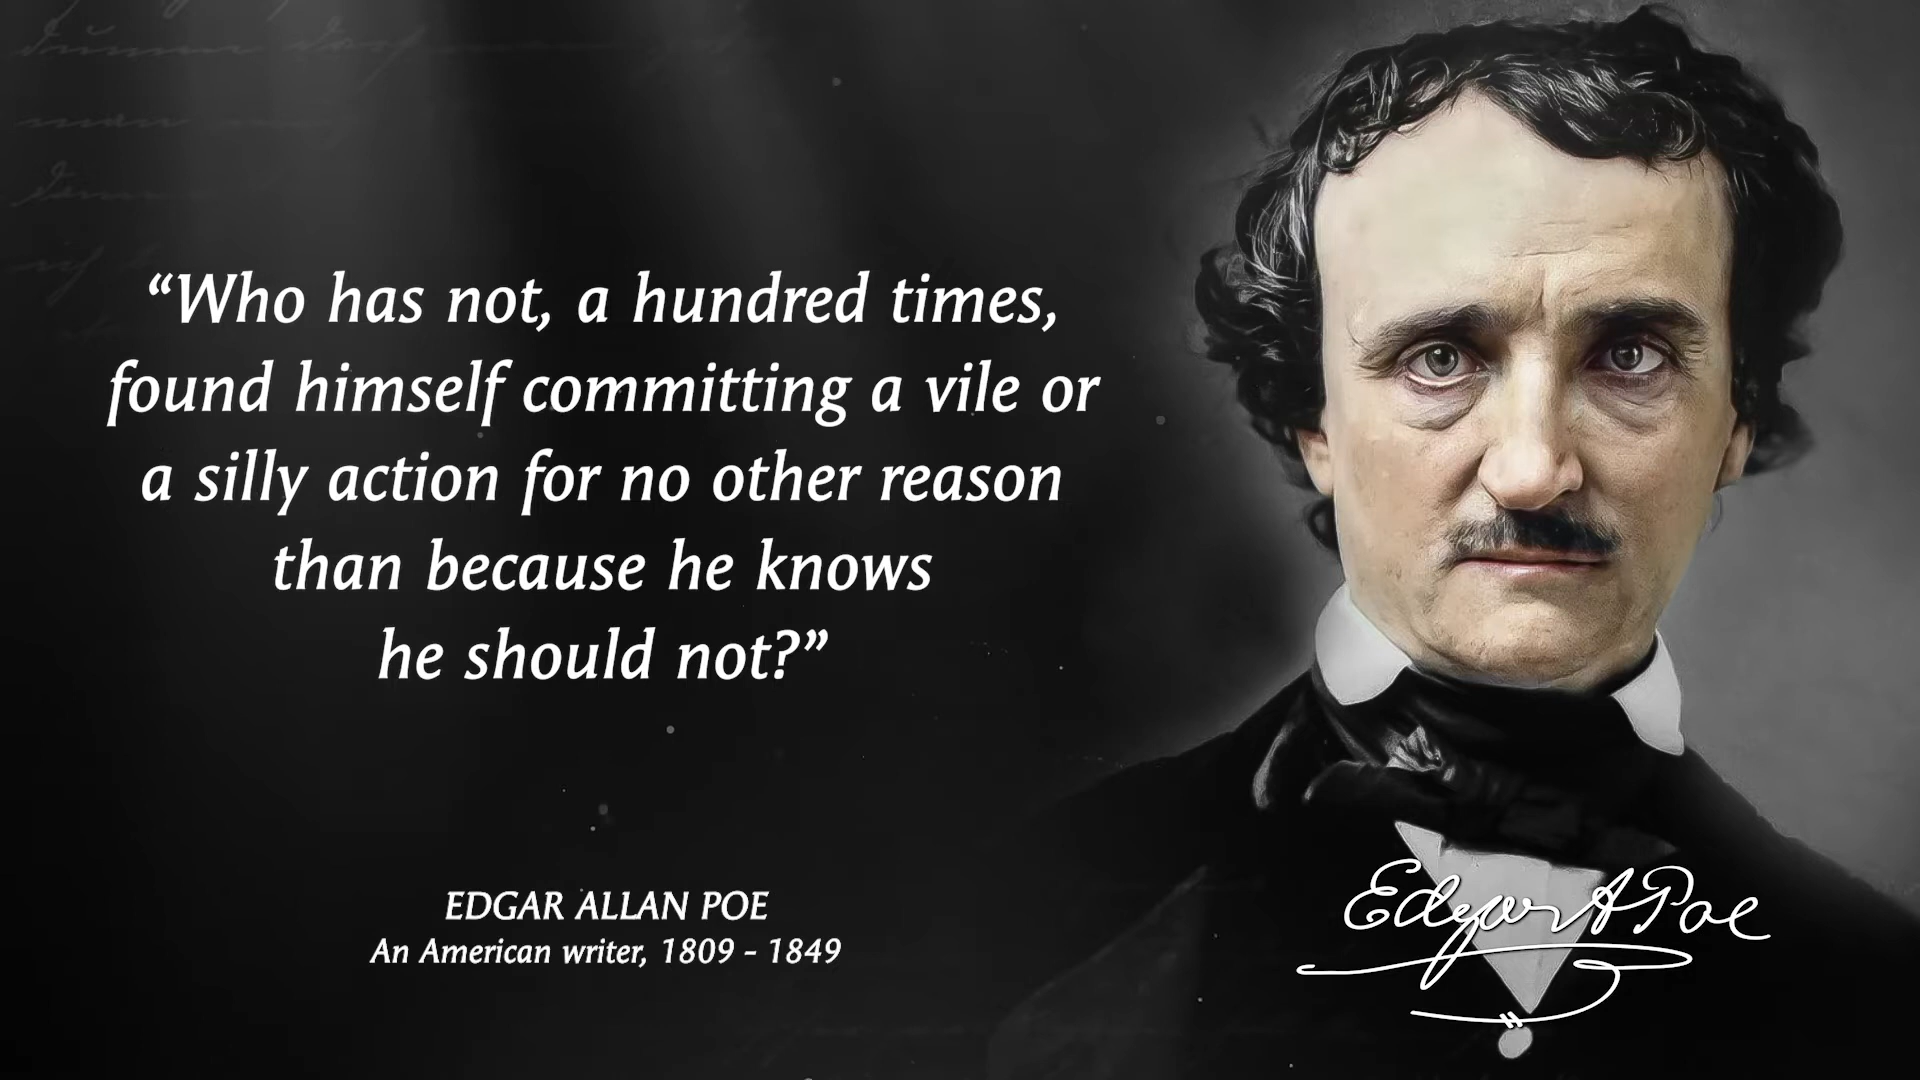 “Who has not, a hundred times,
found himself committing a vile or
a silly action for no other reason
than because he knows
he should not?”
EDGAR ALLAN POE
An American writer, 1809 - 1849
Edgar A Poe